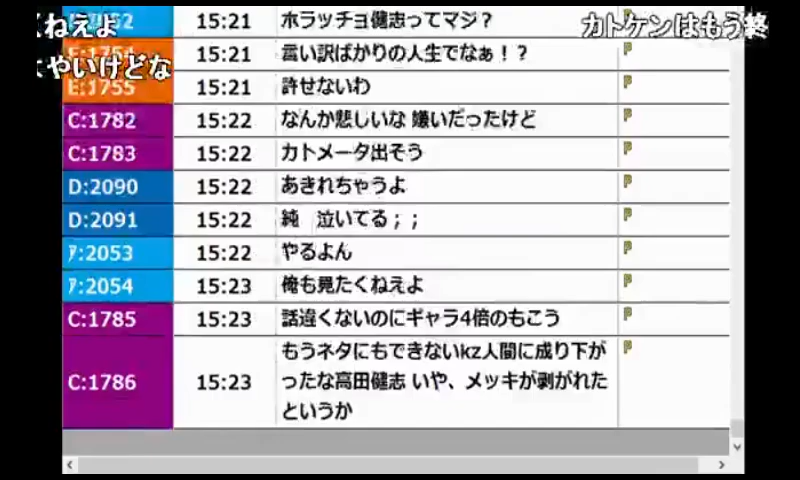 くねえよ
カトケンはもう終
やいけどな
15:21 ホラッチョ健志ってマジ？
15:21 言い訳ばかりの人生でなぁ！？
E:1755 15:21 許せないわ
C:1782 15:22 なんか悲しいな 嫌いだったけど
C:1783 15:22 カトメータ出そう
D:2090 15:22 あきれちゃうよ
D:2091 15:22 純　泣いてる；；
ｱ:2053 15:22 やるよん
ｱ:2054 15:23 俺も見たくねえよ
C:1785 15:23 話違くないのにギャラ4倍のもこう
C:1786 15:23 もうネタにもできないkz人間に成り下が
ったな高田健志 いや、メッキが剥がれた
というか